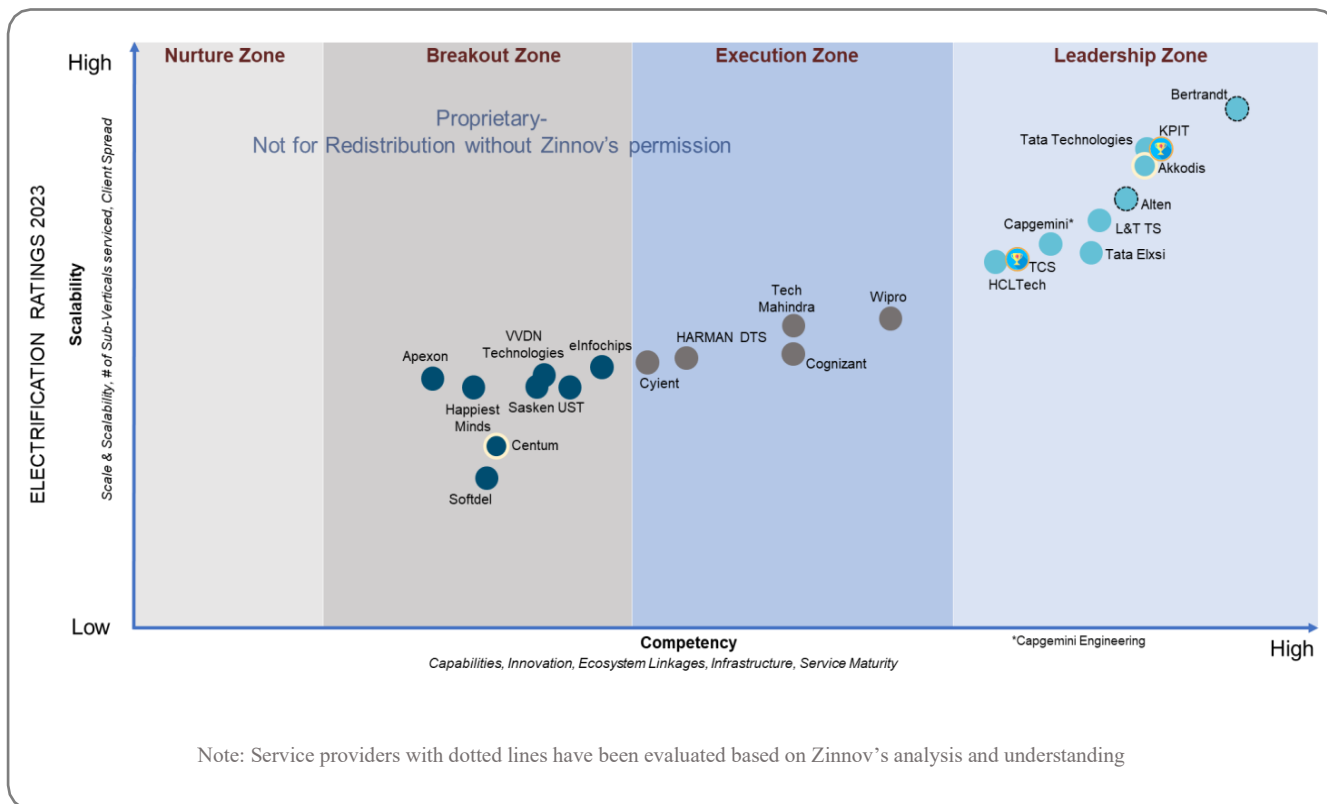 Nurture Zone
Breakout Zone
Execution Zone
Leadership Zone
High
Proprietary-
Not for Redistribution without Zinnov's permission
ELECTRIFICATION RATINGS 2023
Scalability
Scale & Scalability, # of Sub-Verticals serviced, Client Spread
Bertrandt
KPIT
Tata Technologies
Akkodis
Alten
Capgemini*
L&T TS
Tata Elxsi
TCS
HCLTech
Tech
Mahindra
Wipro
HARMAN DTS
Cognizant
Cyient
VVDN
Technologies
eInfochips
Apexon
Happiest
Minds
Sasken
UST
Centum
Softdel
Low
Competency
*Capgemini Engineering
High
Capabilities, Innovation, Ecosystem Linkages, Infrastructure, Service Maturity
Note: Service providers with dotted lines have been evaluated based on Zinnov's analysis and understanding